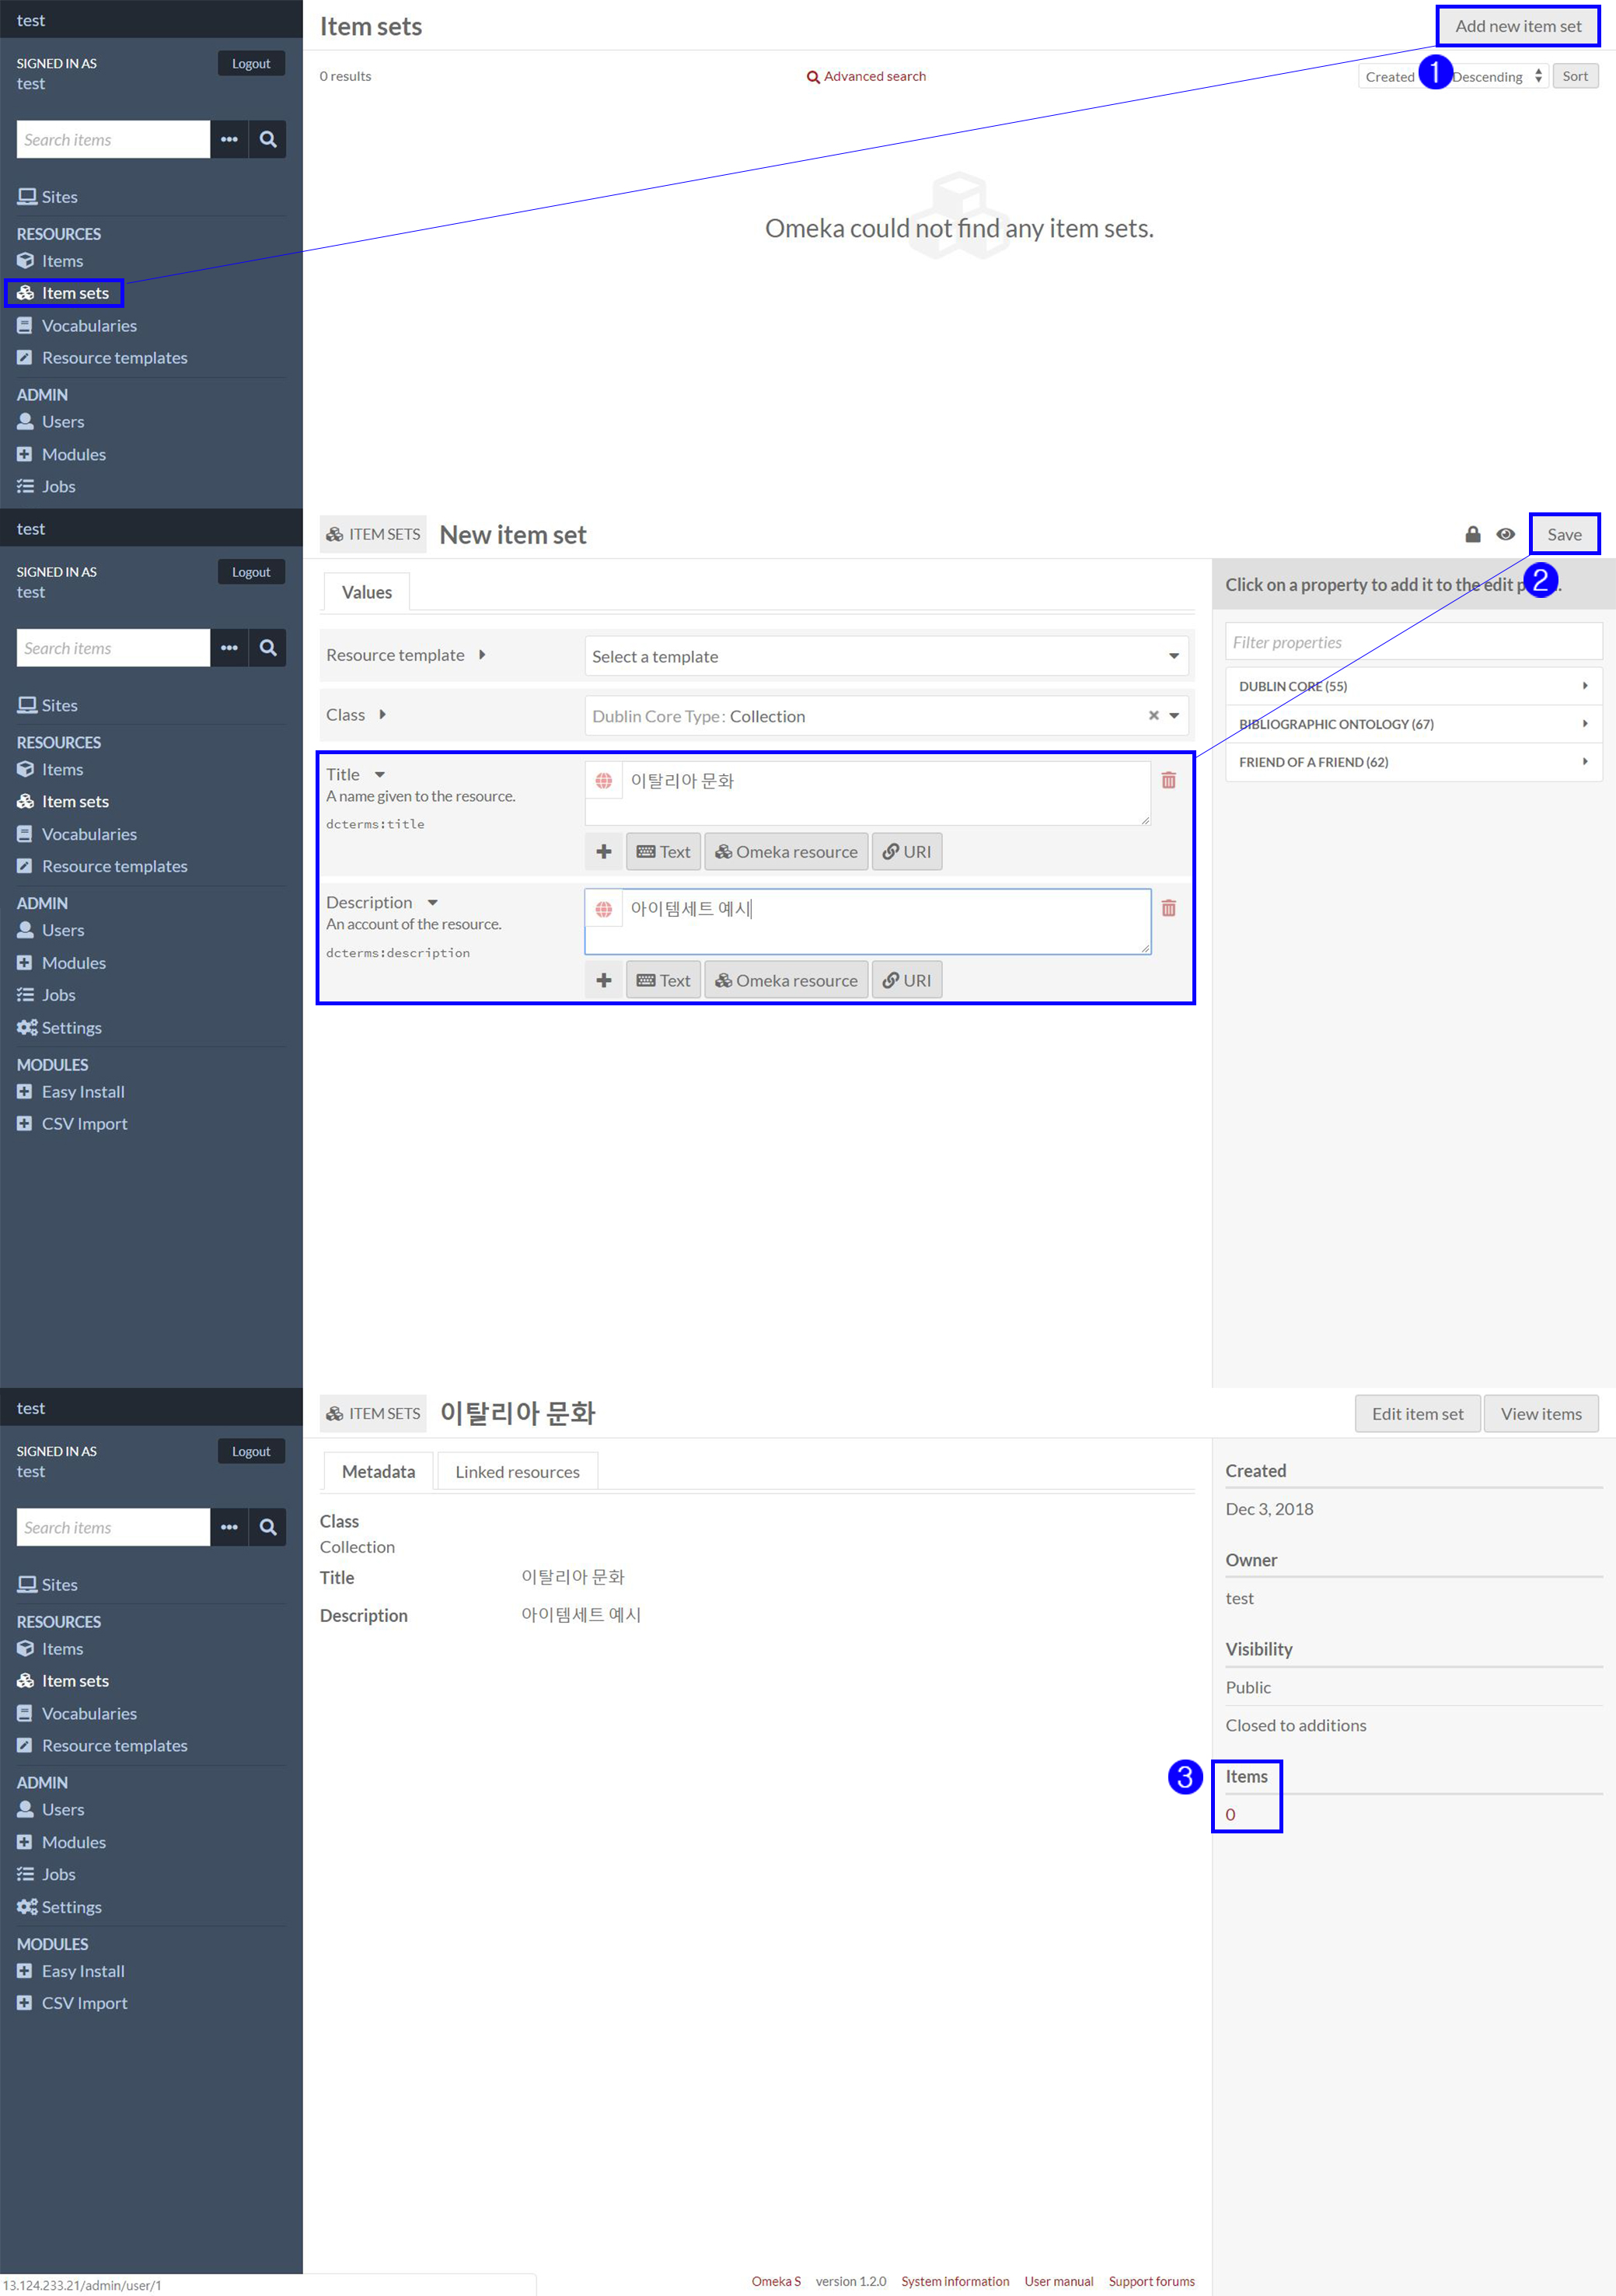 test
SIGNED IN AS
Logout
test
Search items
Sites
RESOURCES
Items
Item sets
Vocabularies
Resource templates
ADMIN
Users
Modules
Jobs
Item sets
Add new item set
0 results
Advanced search
Created
1
Descending
Sort
Omeka could not find any item sets.
test
SIGNED IN AS
Logout
test
Search items
Sites
RESOURCES
Items
Item sets
Vocabularies
Resource templates
ADMIN
Users
Modules
Jobs
Settings
MODULES
Easy Install
CSV Import
ITEM SETS
New item set
Save
2
Values
Resource template
Select a template
Class
Dublin Core Type: Collection
Title
A name given to the resource.
dcterms:title
이탈리아 문화
Text
Omeka resource
URI
Description
An account of the resource.
dcterms:description
아이템세트 예시
Text
Omeka resource
URI
Click on a property to add it to the edit
Filter properties
DUBLIN CORE (55)
BIBLIOGRAPHIC ONTOLOGY (67)
FRIEND OF A FRIEND (62)
test
SIGNED IN AS
Logout
test
Search items
Sites
RESOURCES
Items
Item sets
Vocabularies
Resource templates
ADMIN
Users
Modules
Jobs
Settings
MODULES
Easy Install
CSV Import
ITEM SETS
이탈리아 문화
Edit item set
View items
Metadata
Linked resources
Class
Collection
Title
이탈리아 문화
Description
아이템세트 예시
Created
Dec 3, 2018
Owner
test
Visibility
Public
Closed to additions
3
Items
0
13.124.233.21/admin/user/1
Omeka S version 1.2.0 System information User manual Support forums